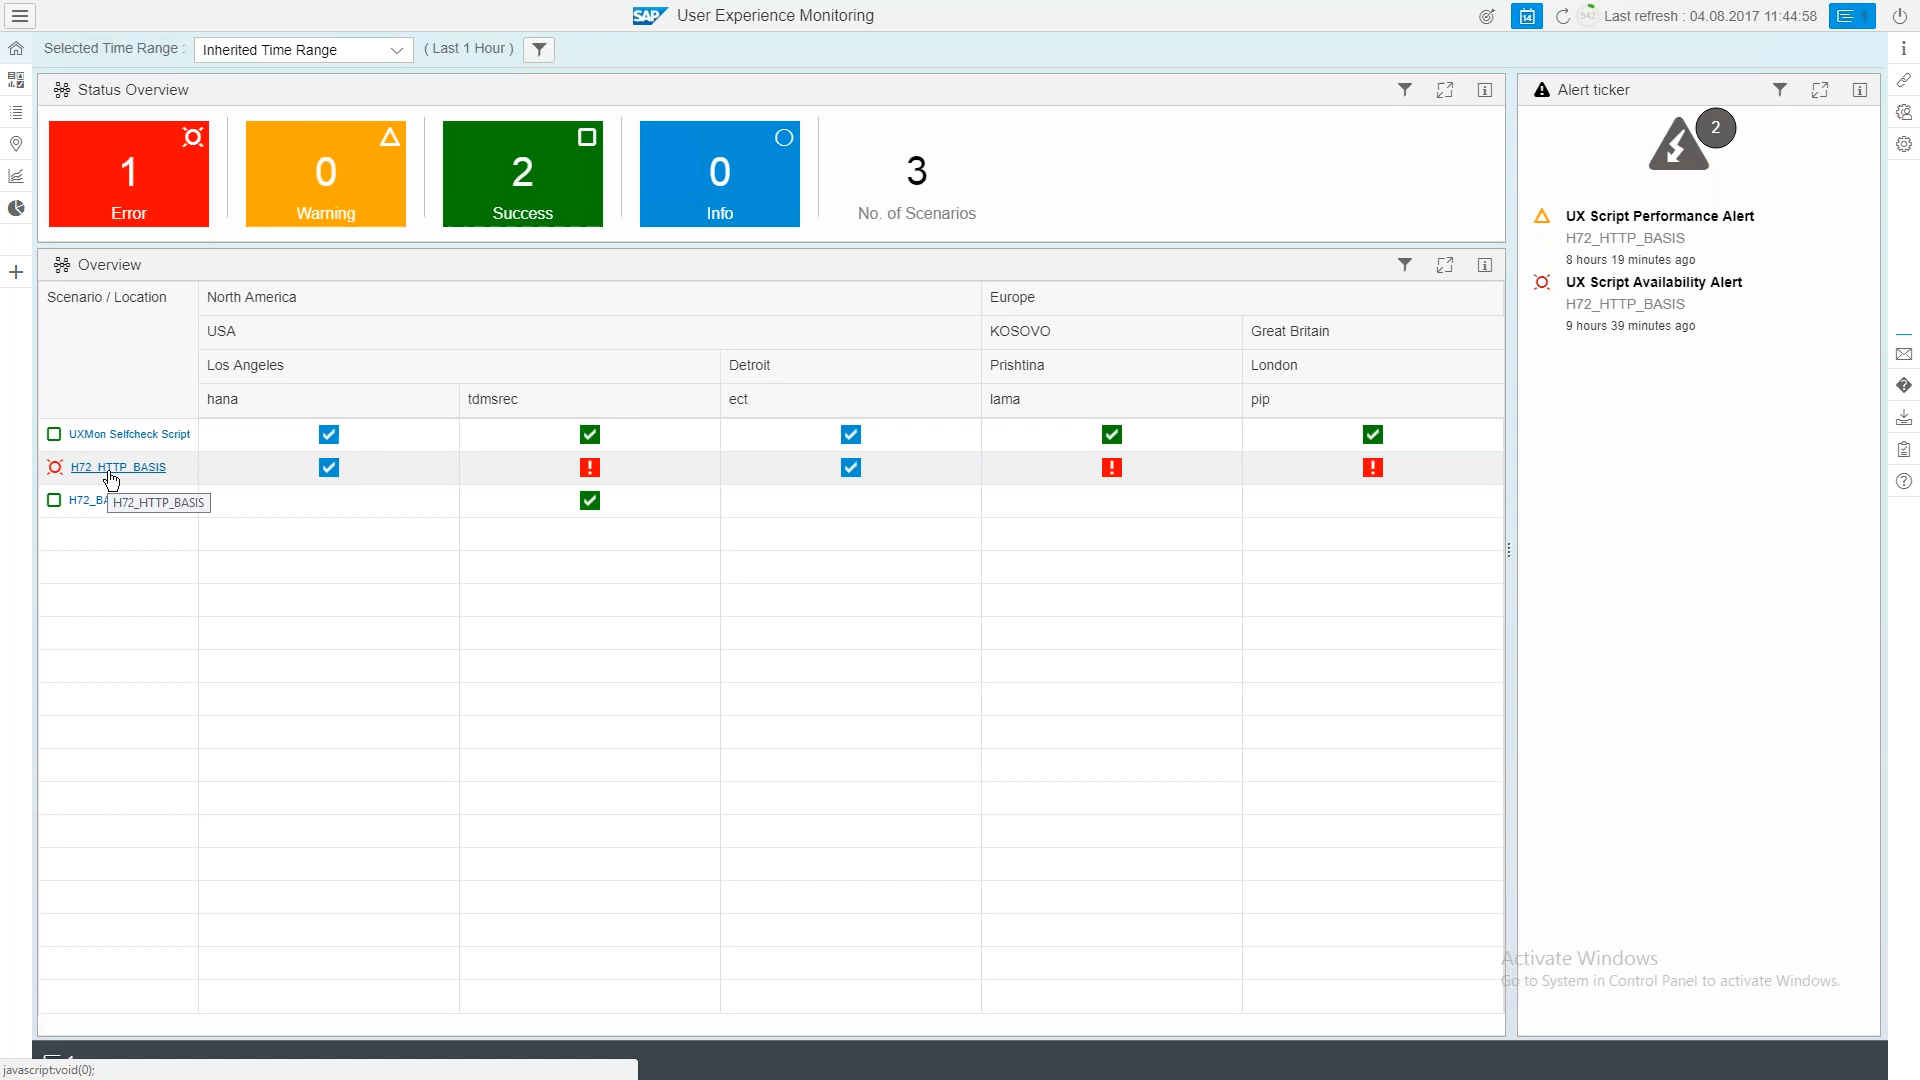 SAP User Experience Monitoring
542 Last refresh : 04.08.2017 11:44:58
Selected Time Range : Inherited Time Range ( Last 1 Hour )
Status Overview
1
Error
0
Warning
2
Success
0
Info
3
No. of Scenarios
Overview
Scenario / Location North America Europe
USA KOSOVO Great Britain
Los Angeles Detroit Prishtina London
hana tdmsrec ect lama pip
UXMon Selfcheck Script
H72_HTTP_BASIS
H72_BA
H72_HTTP_BASIS
Alert ticker
2
UX Script Performance Alert
H72_HTTP_BASIS
8 hours 19 minutes ago
UX Script Availability Alert
H72_HTTP_BASIS
9 hours 39 minutes ago
Activate Windows
Go to System in Control Panel to activate Windows.
javascript:void(0);